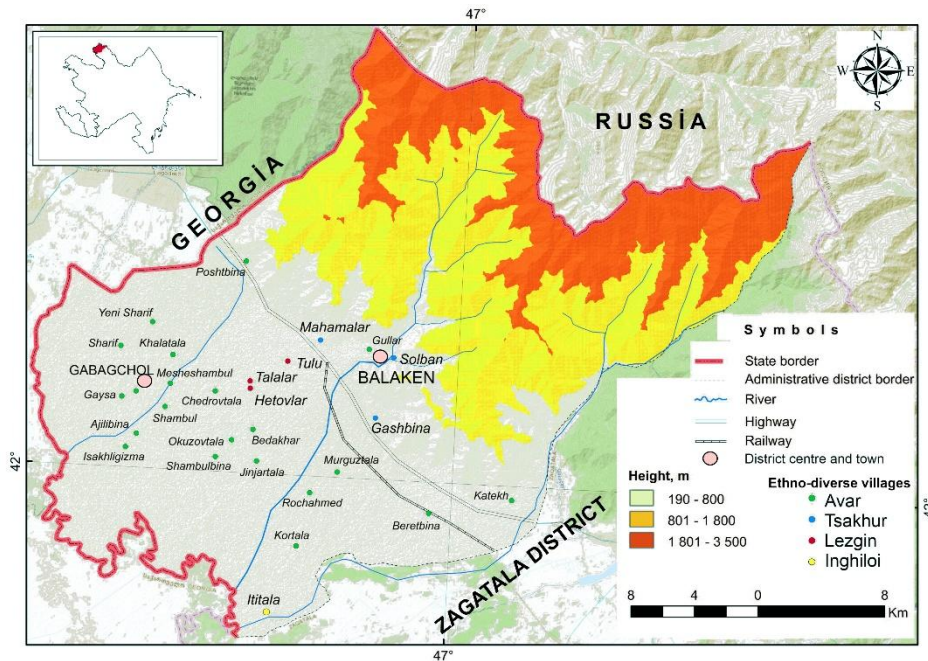 47°
N
W E
S
RUSSİA
GEORGİA
Poshtbina
Yeni Sharif
Mahamalar
Gullar
Sharif
Khalatala
Tulu
Solban
GABAGCHOL
Mesheshambul
Talalar
BALAKEN
Gaysa
Chedrovtala
Hetovlar
Shambul
Gashbina
Ajilibina
Okuzovtala
Bedakhar
Isakhligizma
Shambulbina
Jinjartala
Murguztala
42°
Rochahmed
Katekh
Beretbina
Kortala
Ititala
ZAGATALA DISTRICT
47°
42°
Symbols
State border
Administrative district border
River
Highway
Railway
District centre and town
Height, m
190 - 800
801 - 1 800
1 801 - 3 500
Ethno-diverse villages
Avar
Tsakhur
Lezgin
Inghiloi
8 4 0 8
Km